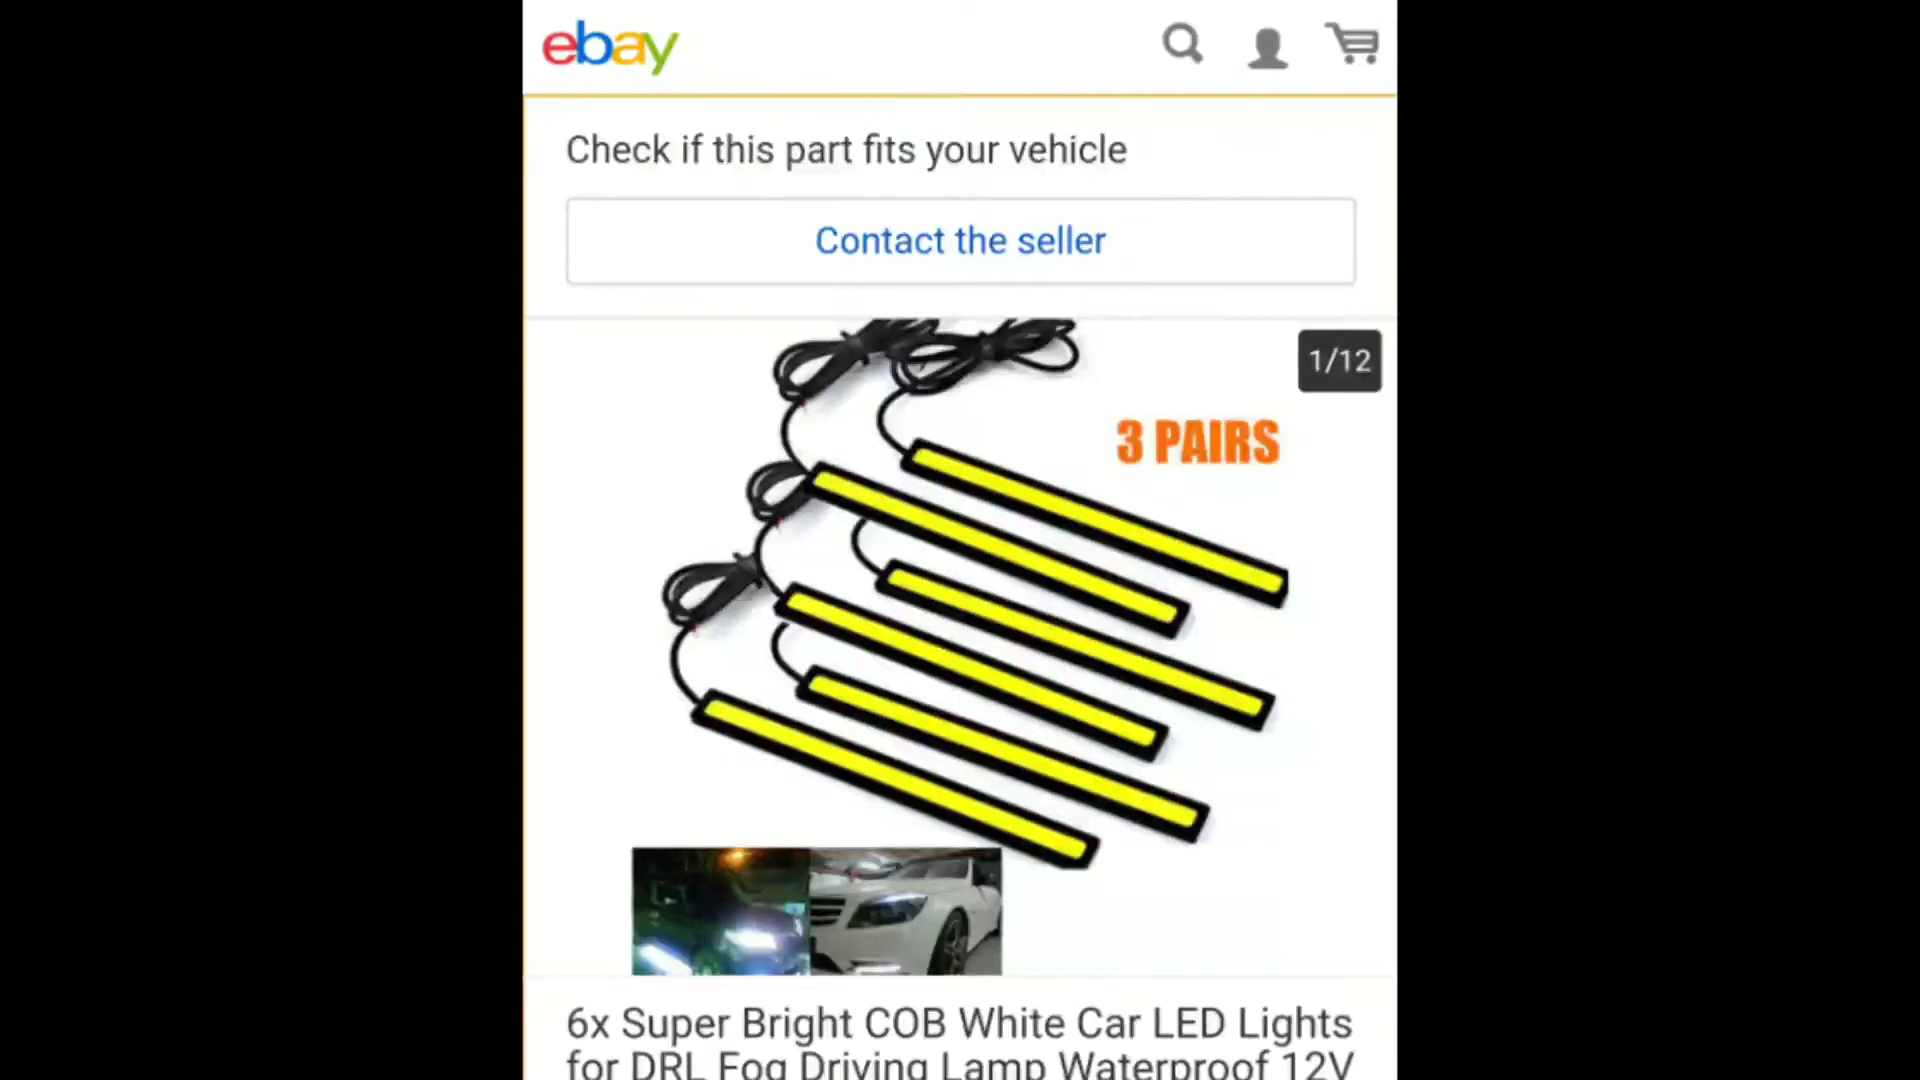 ebay
Check if this part fits your vehicle
Contact the seller
1/12
3 PAIRS
6x Super Bright COB White Car LED Lights
for DRL Fog Driving Lamp Waterproof 12V